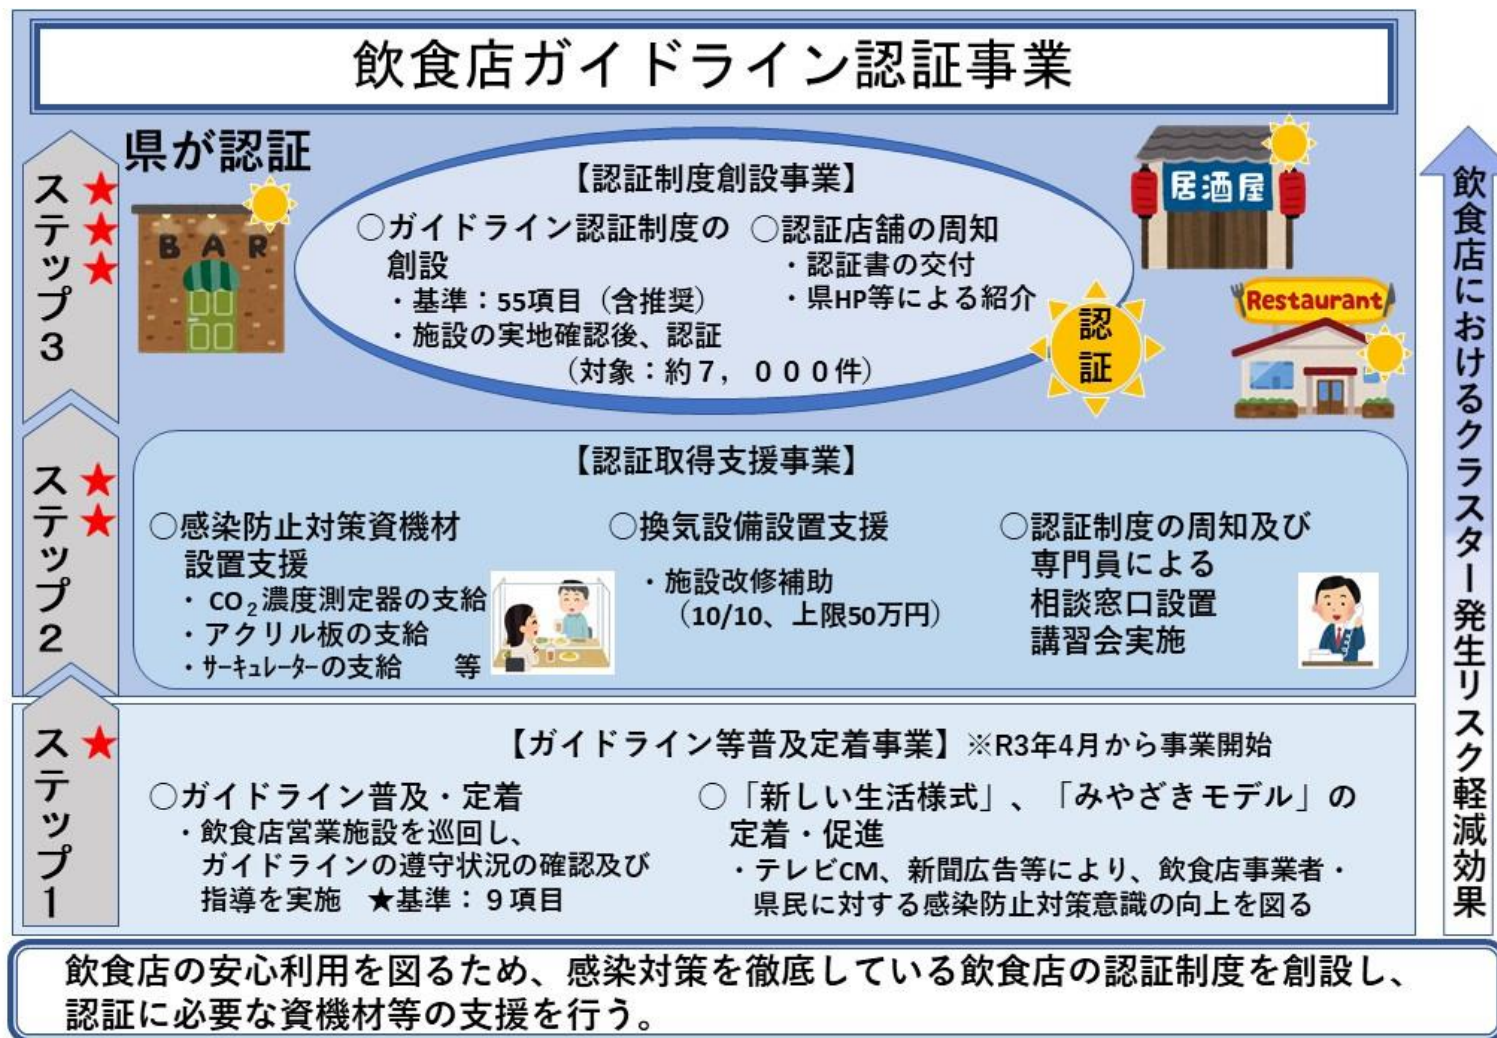 飲食店ガイドライン認証事業
県が認証
ステップ3
★★★
BAR
【認証制度創設事業】
○ガイドライン認証制度の
創設
・基準：55項目（含推奨）
・施設の実地確認後、認証
（対象：約７，０００件）
○認証店舗の周知
・認証書の交付
・県HP等による紹介
認証
居酒屋
Restaurant
ステップ2
★★
【認証取得支援事業】
○感染防止対策資機材
設置支援
・CO₂濃度測定器の支給
・アクリル板の支給
・ｻｰｷｭﾚｰﾀｰの支給　等
○換気設備設置支援
・施設改修補助
（10/10、上限50万円）
○認証制度の周知及び
専門員による
相談窓口設置
講習会実施
ステップ1
★
【ガイドライン等普及定着事業】※R3年4月から事業開始
○ガイドライン普及・定着
・飲食店営業施設を巡回し、
ガイドラインの遵守状況の確認及び
指導を実施　★基準：９項目
○「新しい生活様式」、「みやざきモデル」の
定着・促進
・テレビCM、新聞広告等により、飲食店事業者・
県民に対する感染防止対策意識の向上を図る
飲食店におけるクラスター発生リスク軽減効果
飲食店の安心利用を図るため、感染対策を徹底している飲食店の認証制度を創設し、
認証に必要な資機材等の支援を行う。